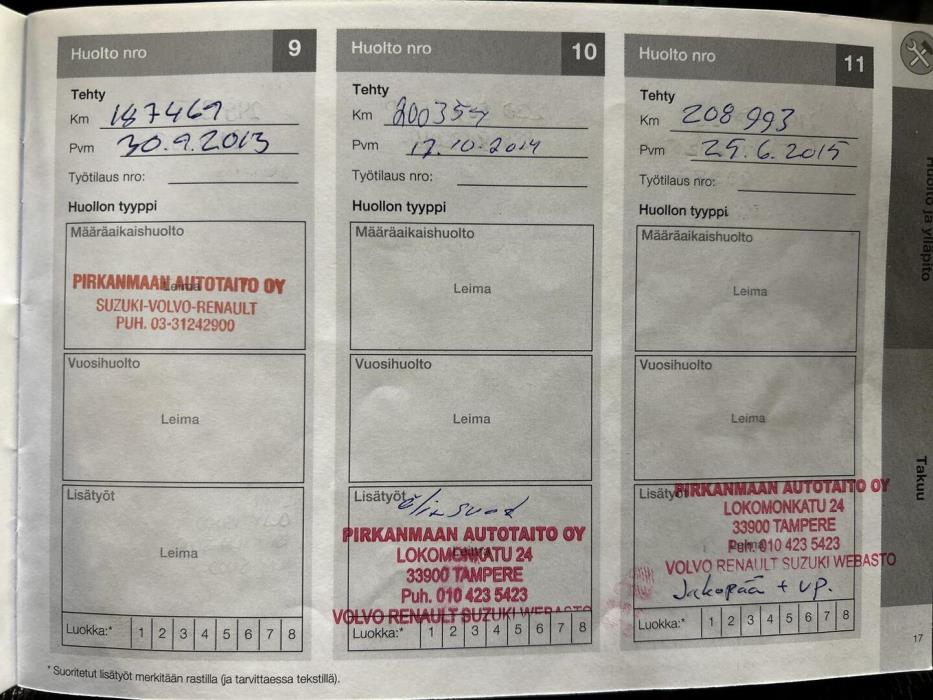 Huolto nro 9
Tehty
Km 187469
Pvm 30.9.2013
Työtilaus nro:
Huollon tyyppi
Määräaikaishuolto
Leima
PIRKANMAAN AUTOTAITO OY
SUZUKI-VOLVO-RENAULT
PUH. 03-31242900
Vuosihuolto
Leima
Lisätyöt
Leima
Luokka:* 1 2 3 4 5 6 7 8
Huolto nro 10
Tehty
Km 200354
Pvm 17.10.2014
Työtilaus nro:
Huollon tyyppi
Määräaikaishuolto
Leima
Vuosihuolto
Leima
Lisätyöt
PIRKANMAAN AUTOTAITO OY
LOKOMONKATU 24
33900 TAMPERE
Puh. 010 423 5423
VOLVO RENAULT SUZUKI WEBASTO
Luokka:* 1 2 3 4 5 6 7 8
Huolto nro 11
Tehty
Km 208 993
Pvm 25.6.2015
Työtilaus nro:
Huollon tyyppi
Määräaikaishuolto
Leima
Vuosihuolto
Leima
Lisätyöt
PIRKANMAAN AUTOTAITO OY
LOKOMONKATU 24
33900 TAMPERE
Puh. 010 423 5423
VOLVO RENAULT SUZUKI WEBASTO
Jakopää + vp.
Luokka:* 1 2 3 4 5 6 7 8
* Suoritetut lisätyöt merkitään rastilla (ja tarvittaessa tekstillä).
Huolto ja ylläpito
Takuu
17